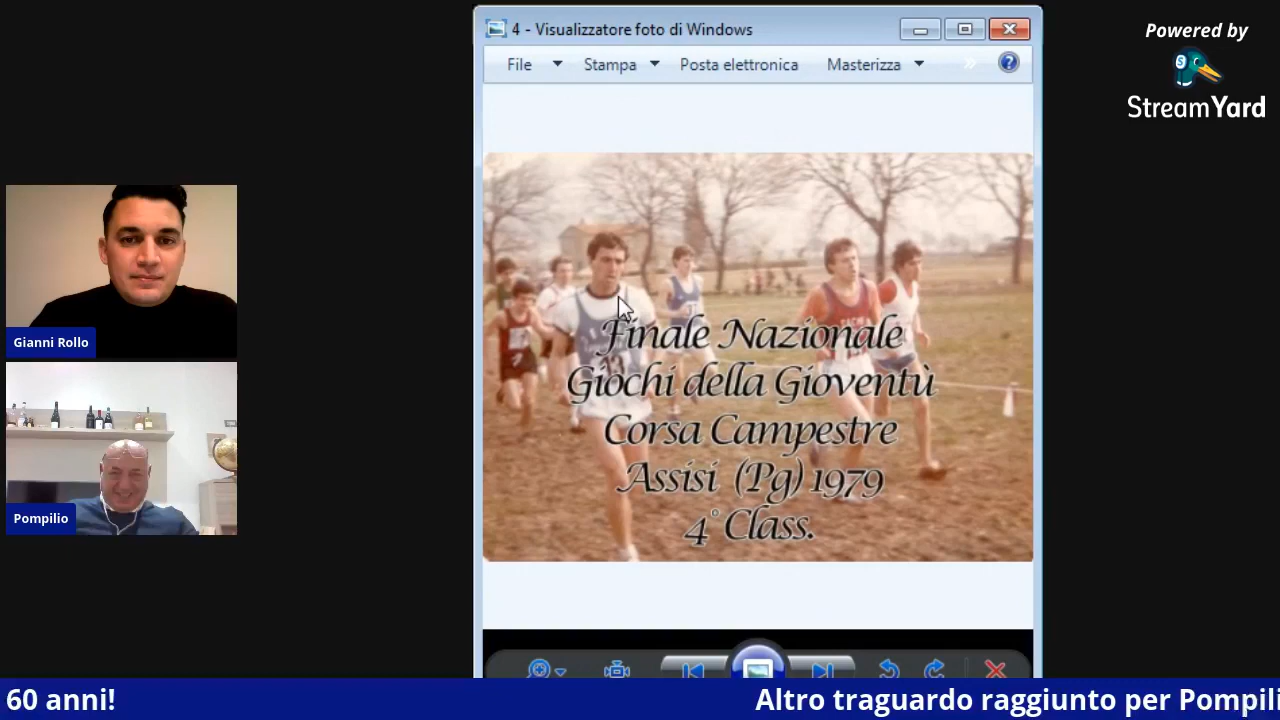 4 - Visualizzatore foto di Windows
File
Stampa
Posta elettronica
Masterizza
Powered by
StreamYard
Gianni Rollo
Pompilio
Finale Nazionale
Giochi della Gioventù
Corsa Campestre
Assisi (Pg) 1979
4° Class.
60 anni!
Altro traguardo raggiunto per Pompili